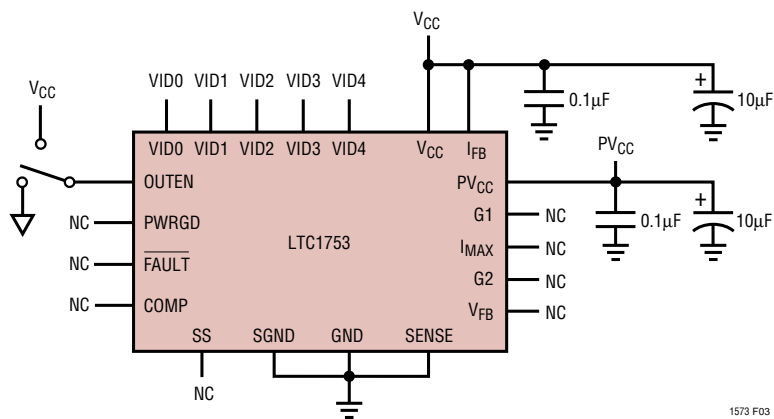 VCC
VID0 VID1 VID2 VID3 VID4
VCC
0.1µF
10µF
+
VID0 VID1 VID2 VID3 VID4 VCC IFB
OUTEN
PVCC
PVCC
+
0.1µF
10µF
NC PWRGD
G1 NC
LTC1753
NC FAULT
IMAX NC
G2 NC
NC COMP
VFB NC
SS SGND GND SENSE
NC
1573 F03